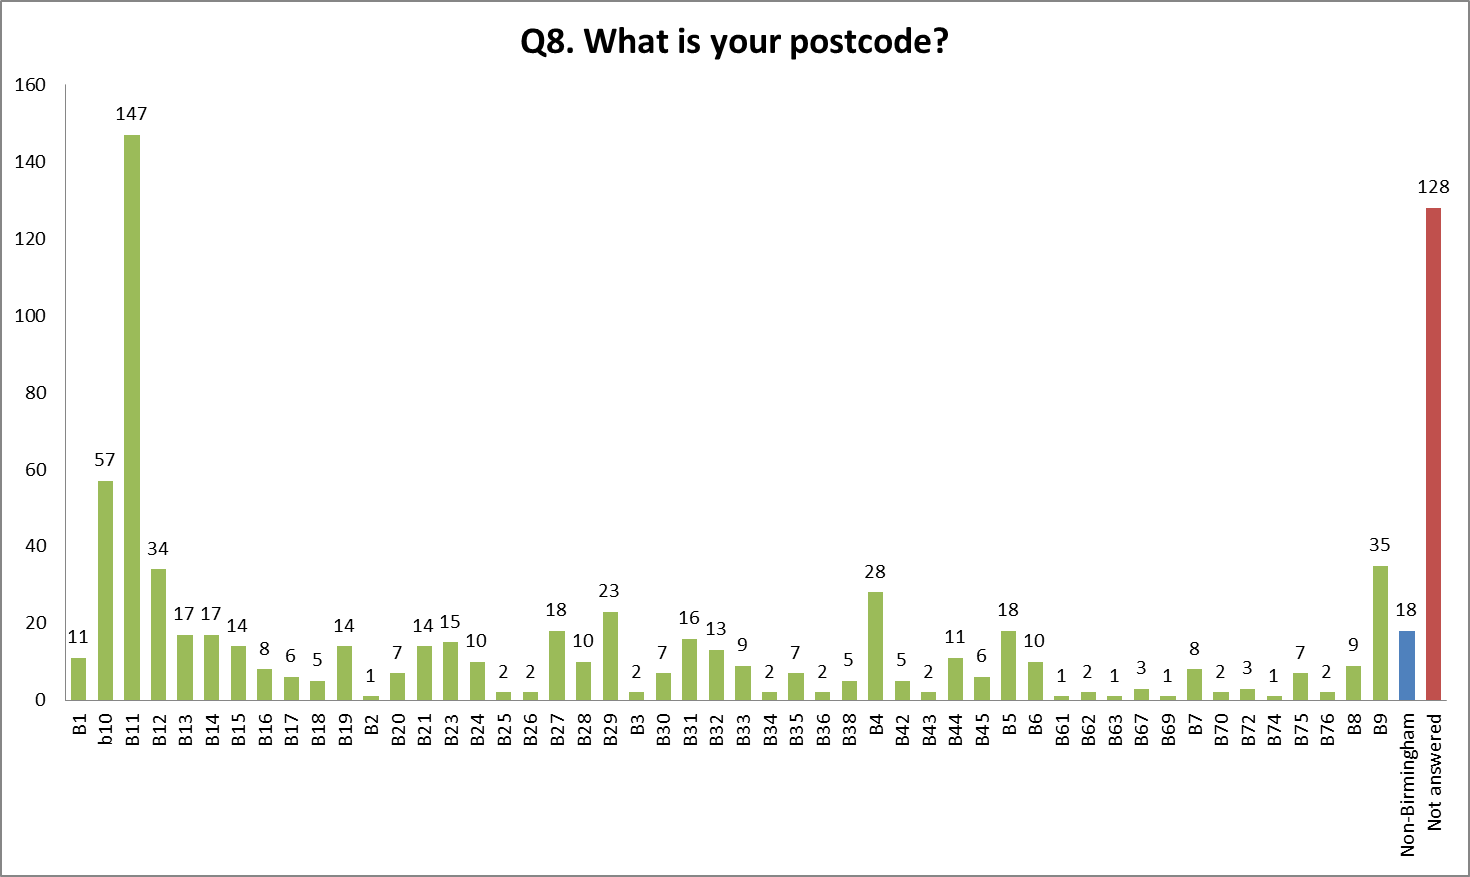 Q8. What is your postcode?
160
140
120
100
80
60
40
20
0
11
57
147
34
17
17
14
8
6
5
14
1
7
14
15
10
2
2
18
10
23
2
7
16
13
9
2
7
2
5
28
5
2
11
6
18
10
1
2
1
3
1
8
2
3
1
7
2
9
35
18
128
B1
b10
B11
B12
B13
B14
B15
B16
B17
B18
B19
B2
B20
B21
B23
B24
B25
B26
B27
B28
B29
B3
B30
B31
B32
B33
B34
B35
B36
B38
B4
B42
B43
B44
B45
B5
B6
B61
B62
B63
B67
B69
B7
B70
B72
B74
B75
B76
B8
B9
Non-Birmingham
Not answered